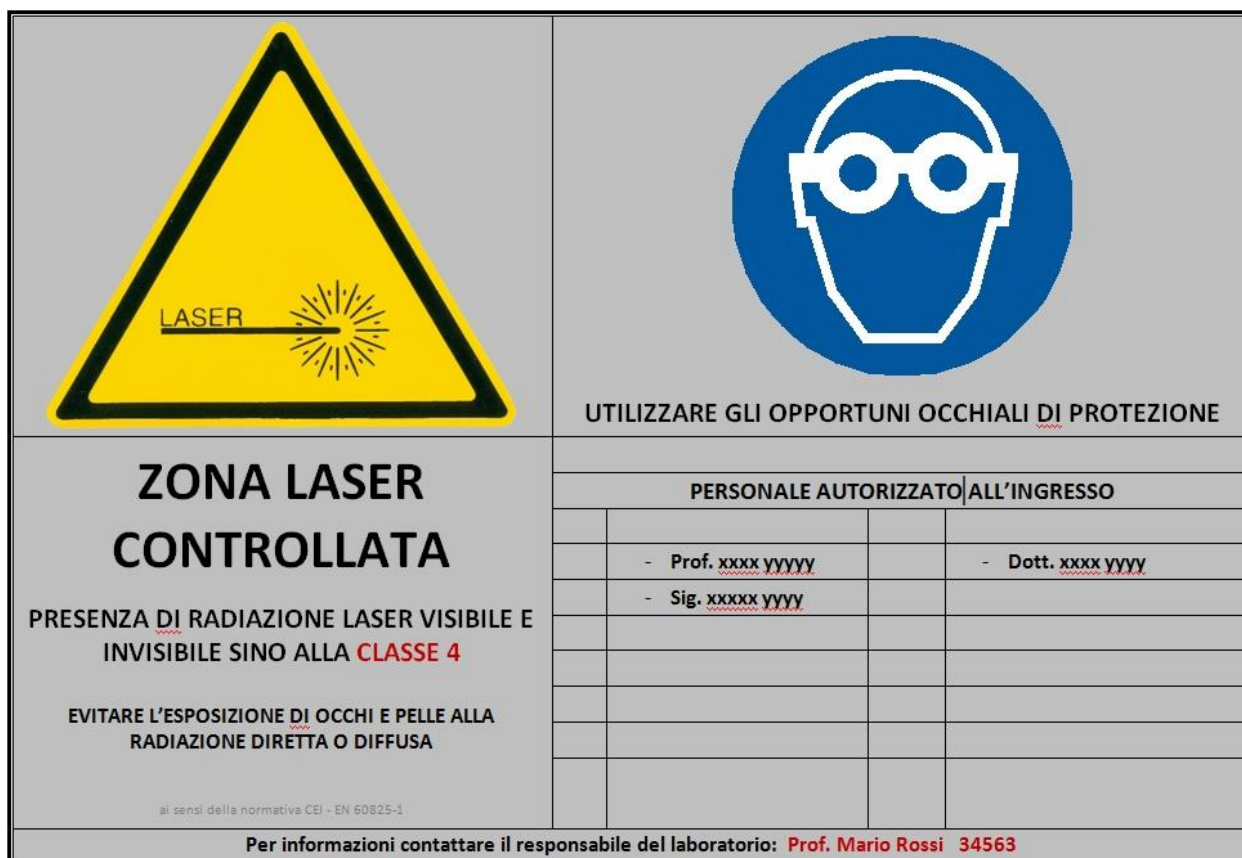 LASER
UTILIZZARE GLI OPPORTUNI OCCHIALI DI PROTEZIONE
ZONA LASER
CONTROLLATA
PRESENZA DI RADIAZIONE LASER VISIBILE E
INVISIBILE SINO ALLA CLASSE 4
EVITARE L'ESPOSIZIONE DI OCCHI E PELLE ALLA
RADIAZIONE DIRETTA O DIFFUSA
ai sensi della normativa CEI - EN 60825-1
PERSONALE AUTORIZZATO ALL'INGRESSO
- Prof. xxxx yyyyy
- Dott. xxxx yyyy
- Sig. xxxxx yyyy
Per informazioni contattare il responsabile del laboratorio: Prof. Mario Rossi 34563